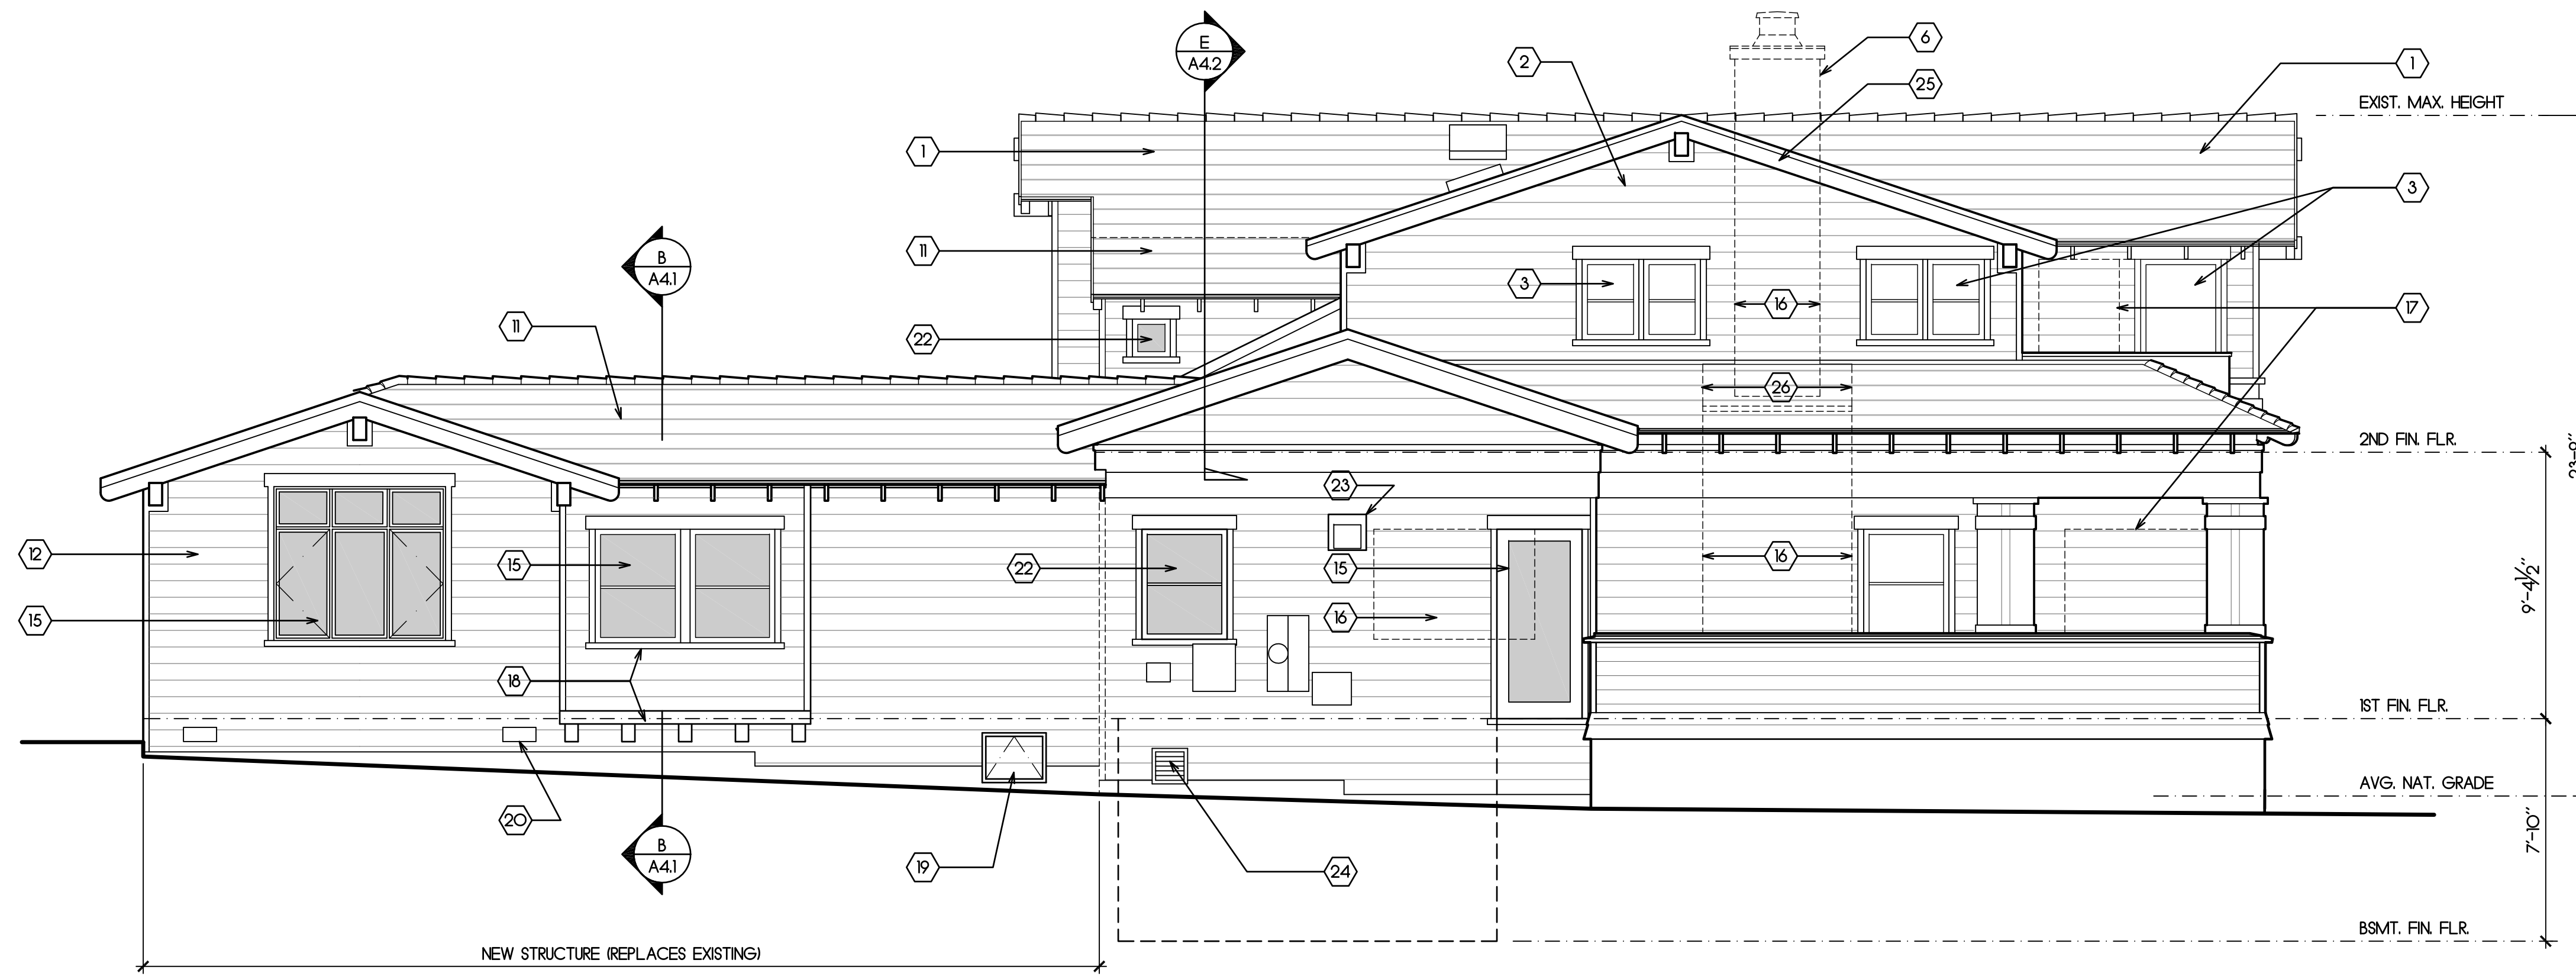 E
A4.2
2
6
25
1
EXIST. MAX. HEIGHT
1
3
11
B
A4.1
3
16
17
11
22
26
2ND FIN. FLR.
23
12
15
22
15
16
9'-4½"
15
16
18
1ST FIN. FLR.
AVG. NAT. GRADE
20
B
A4.1
19
24
7'-10"
BSMT. FIN. FLR.
NEW STRUCTURE (REPLACES EXISTING)